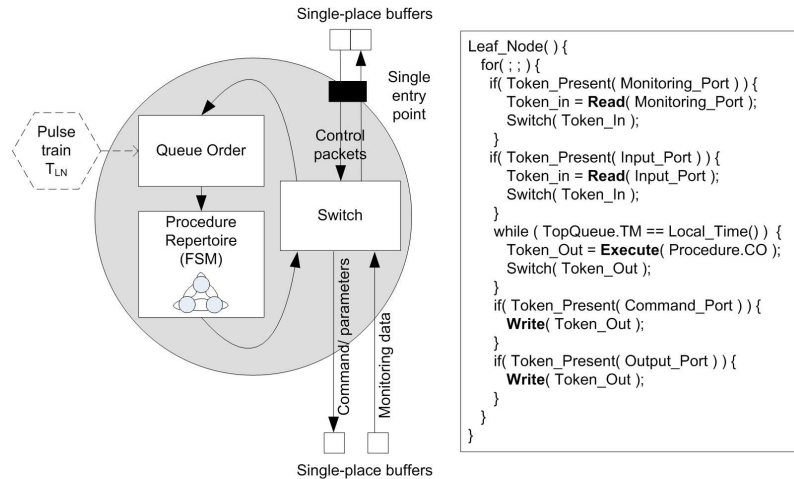 Single-place buffers
Single
entry
point
Pulse
train
T_LN
Queue Order
Control
packets
Procedure
Repertoire
(FSM)
Switch
Command/ parameters
Monitoring data
Single-place buffers
Leaf_Node( ) {
for( ; ; ) {
if( Token_Present( Monitoring_Port ) ) {
Token_in = Read( Monitoring_Port );
Switch( Token_In );
}
if( Token_Present( Input_Port ) ) {
Token_in = Read( Input_Port );
Switch( Token_In );
}
while ( TopQueue.TM == Local_Time() ) {
Token_Out = Execute( Procedure.CO );
Switch( Token_Out );
}
if( Token_Present( Command_Port ) ) {
Write( Token_Out );
}
if( Token_Present( Output_Port ) ) {
Write( Token_Out );
}
}
}